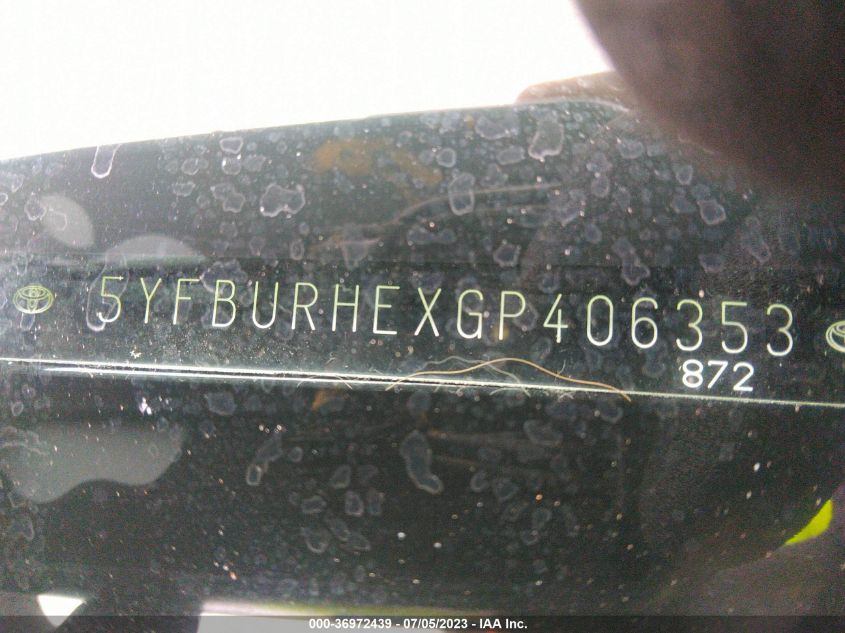 5YFBURHEXGP406353
872
000-36972439 - 07/05/2023 - IAA Inc.